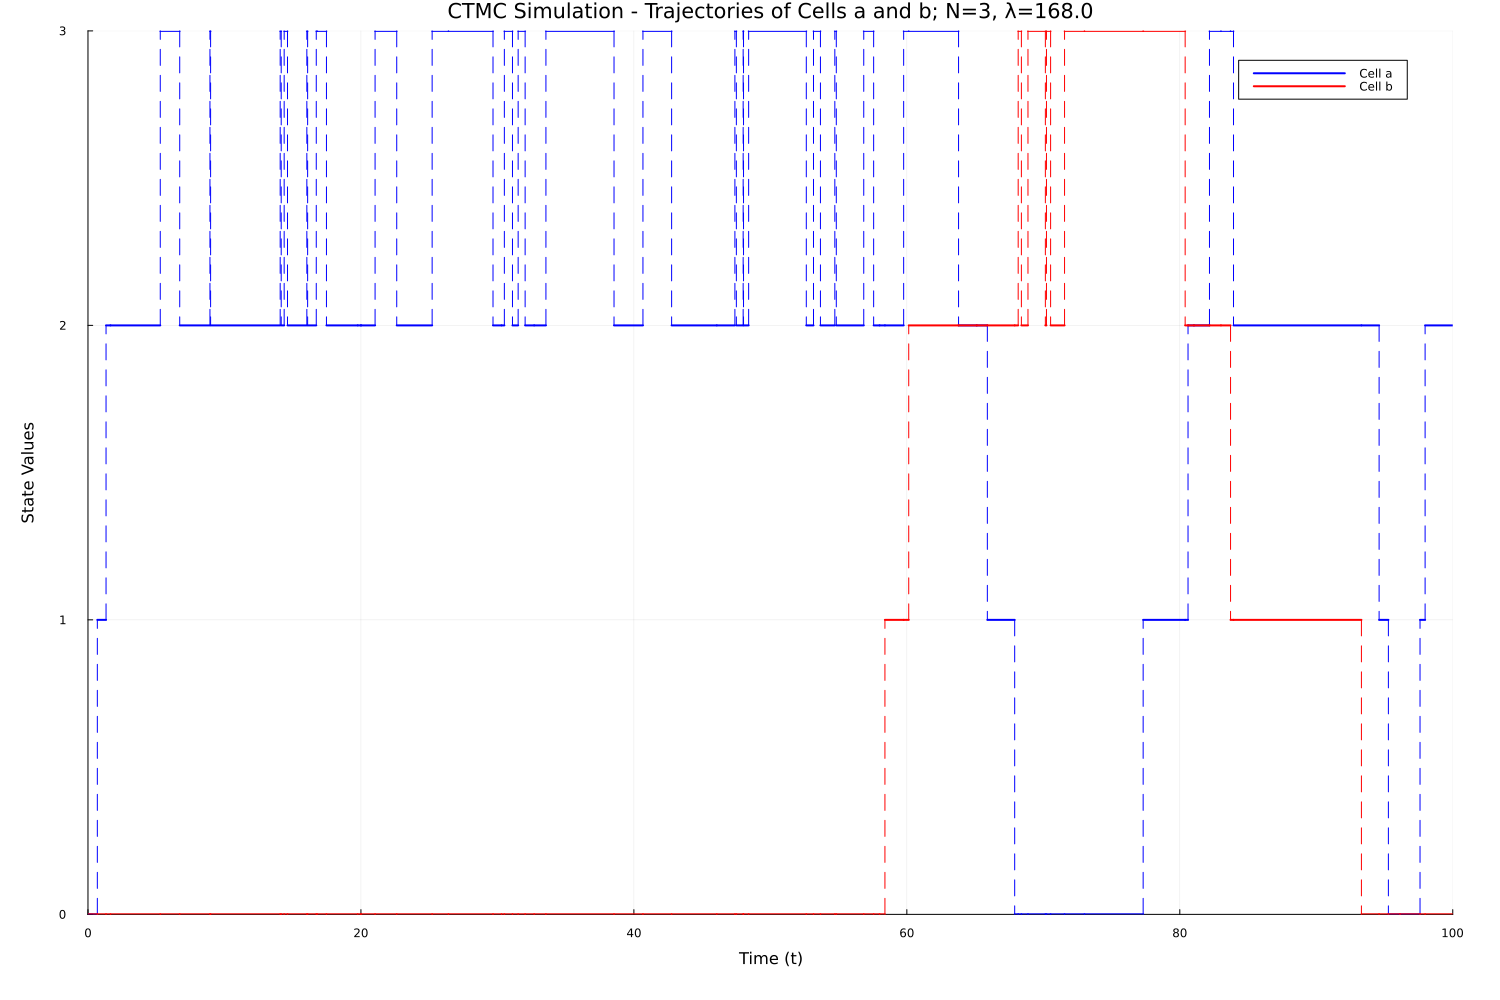 CTMC Simulation - Trajectories of Cells a and b; N=3, λ=168.0
3
Cell a
Cell b
2
State Values
1
0
0 20 40 60 80 100
Time (t)